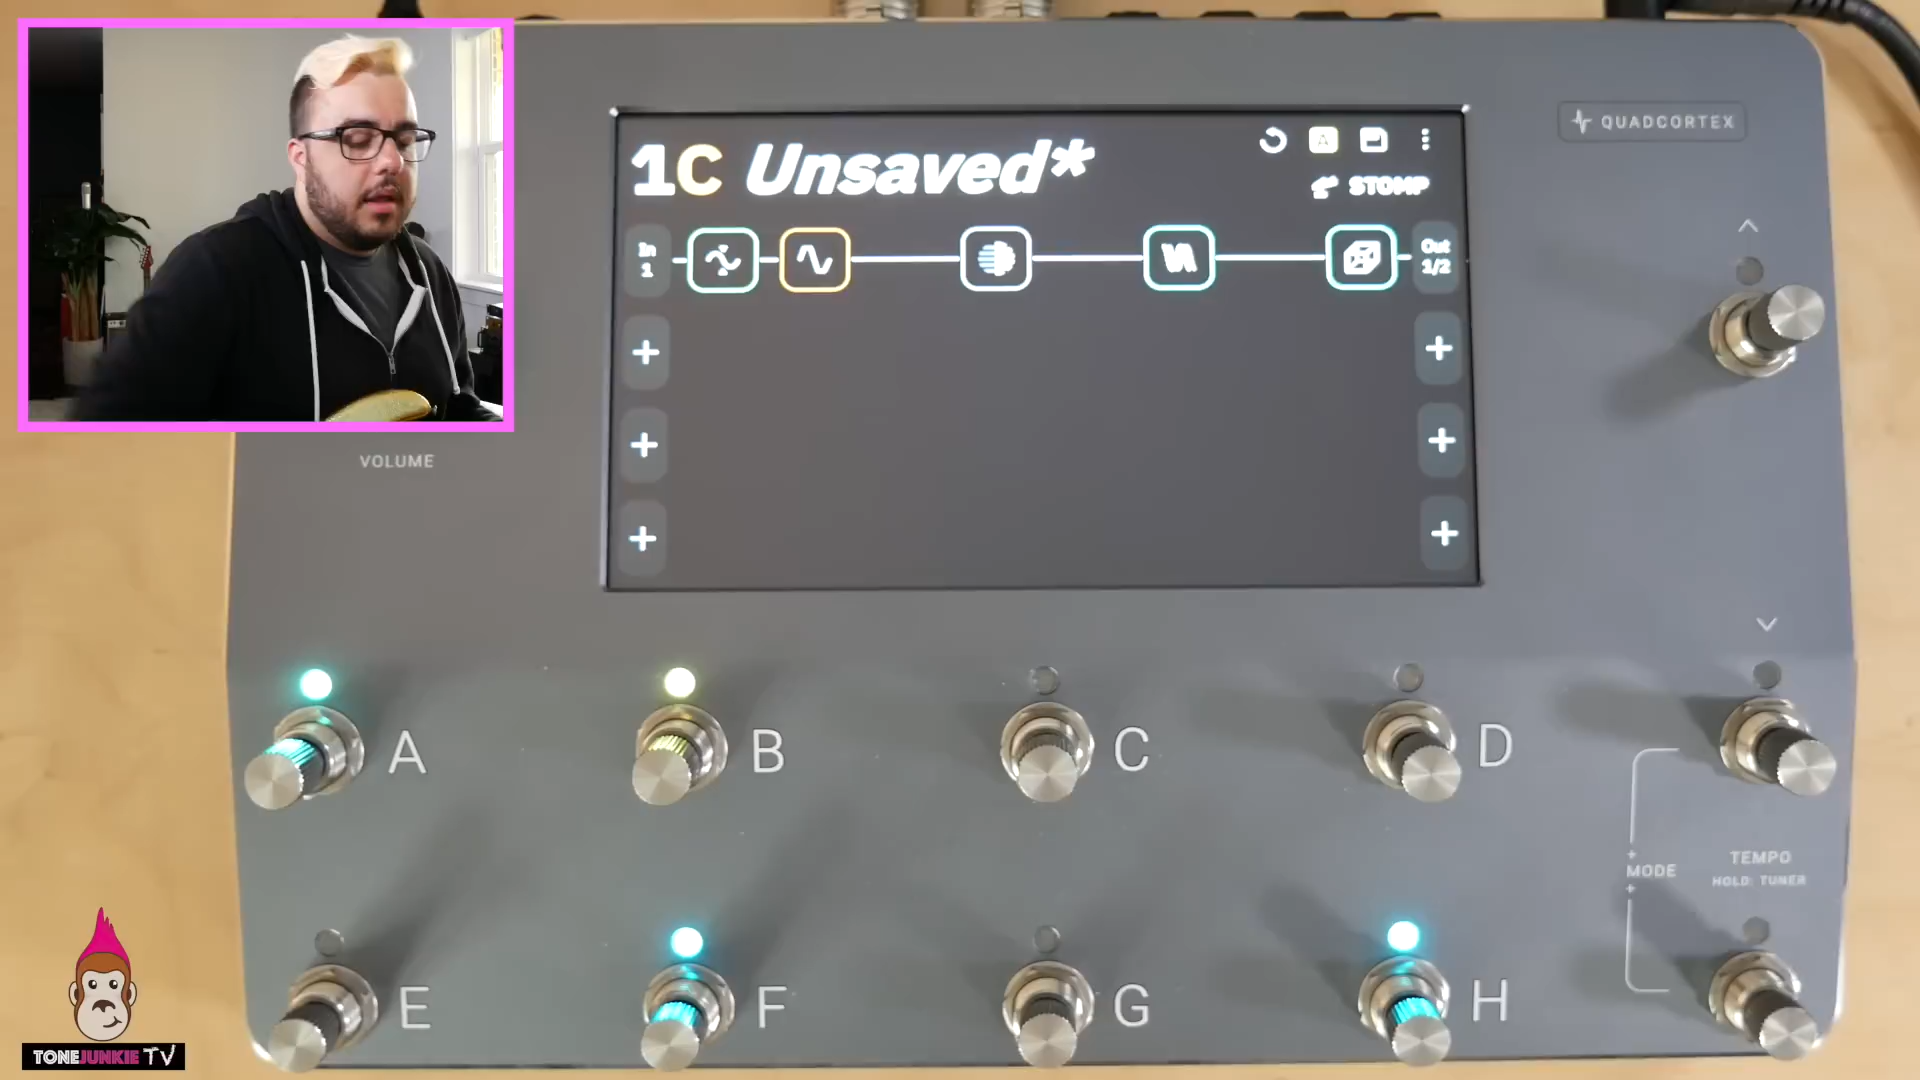 QUADCORTEX
1C Unsaved*
A
STOMP
In
1
Out
1/2
VOLUME
A
B
C
D
MODE
TEMPO
HOLD: TUNER
E
F
G
H
TONEJUNKIE TV